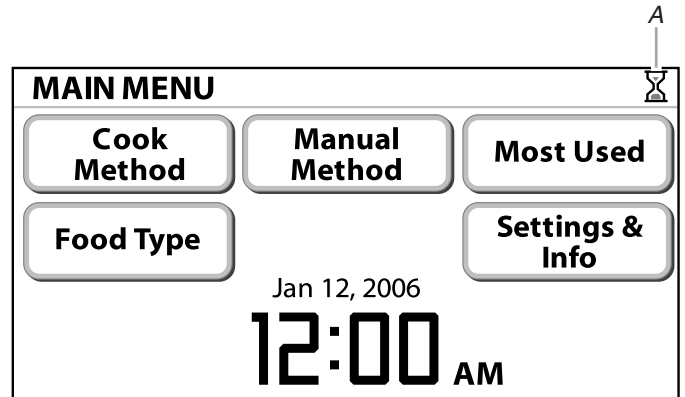 A
MAIN MENU
Cook
Method
Manual
Method
Most Used
Food Type
Settings &
Info
Jan 12, 2006
12:00 AM